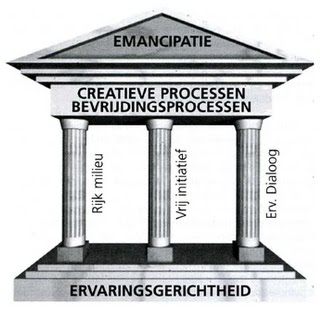 EMANCIPATIE
CREATIEVE PROCESSEN
BEVRIJDINGSPROCESSEN
Rijk milieu
Vrij initiatief
Erv. Dialoog
ERVARINGSGERICHTHEID